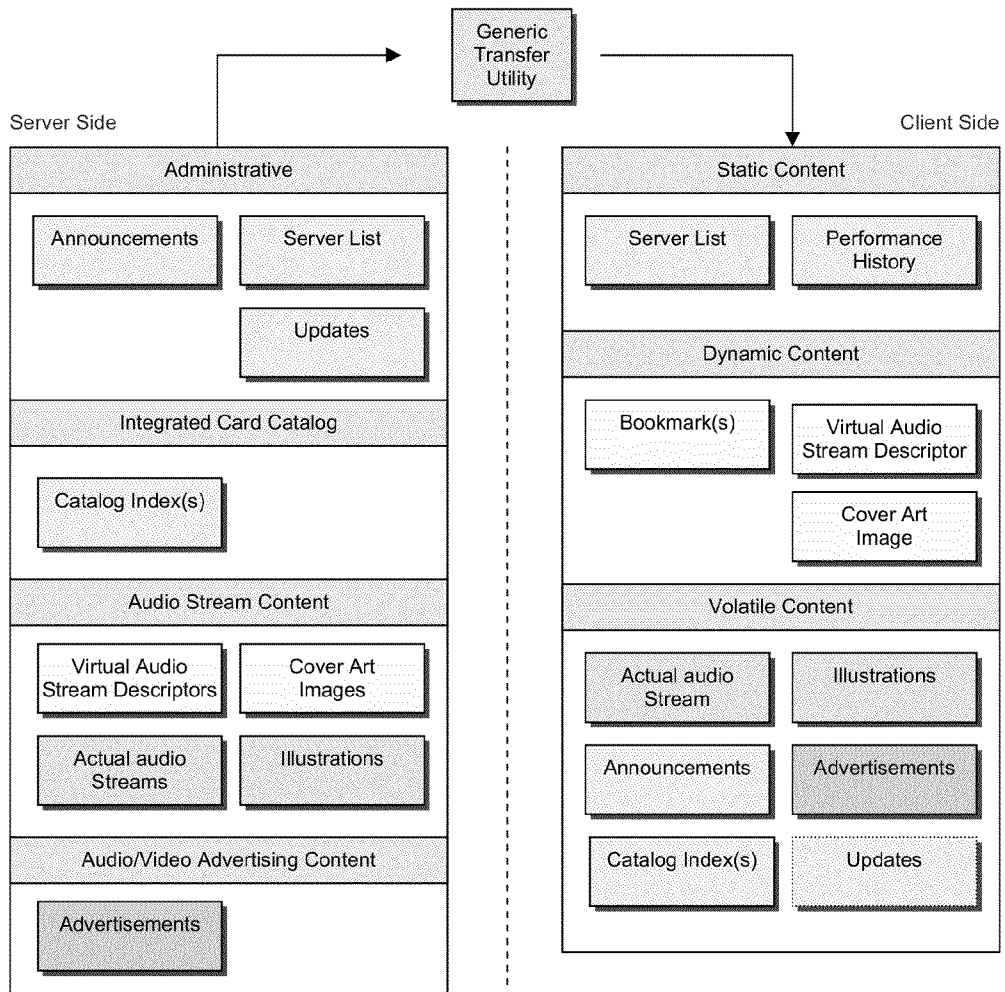 Generic
Transfer
Utility
Server Side
Client Side
Administrative
Announcements
Server List
Updates
Integrated Card Catalog
Catalog Index(s)
Audio Stream Content
Virtual Audio
Stream Descriptors
Cover Art
Images
Actual audio
Streams
Illustrations
Audio/Video Advertising Content
Advertisements
Static Content
Server List
Performance
History
Dynamic Content
Bookmark(s)
Virtual Audio
Stream Descriptor
Cover Art
Image
Volatile Content
Actual audio
Stream
Illustrations
Announcements
Advertisements
Catalog Index(s)
Updates